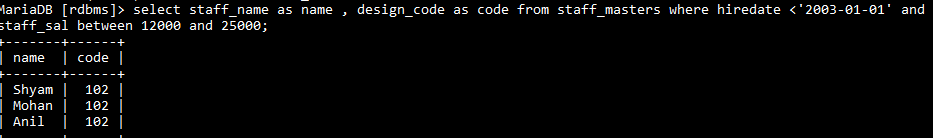 MariaDB [rdbms]> select staff_name as name , design_code as code from staff_masters where hiredate <'2003-01-01' and
staff_sal between 12000 and 25000;
+-------+------+
| name  | code |
+-------+------+
| Shyam |  102 |
| Mohan |  102 |
| Anil  |  102 |